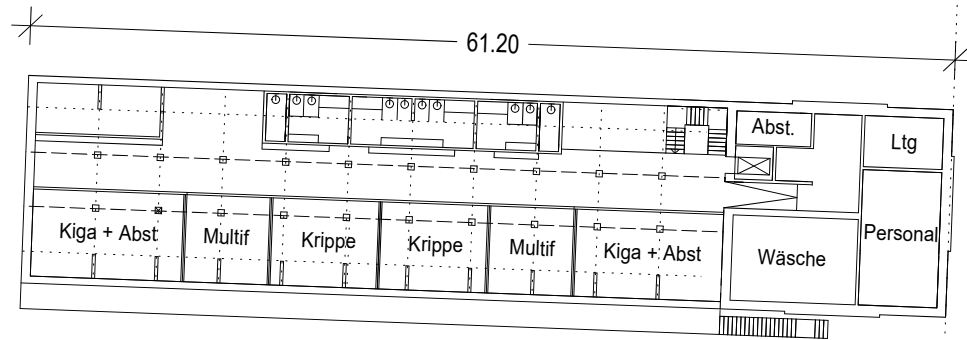 61.20
Abst.
Ltg
Kiga + Abst
Multif
Krippe
Krippe
Multif
Kiga + Abst
Wäsche
Personal